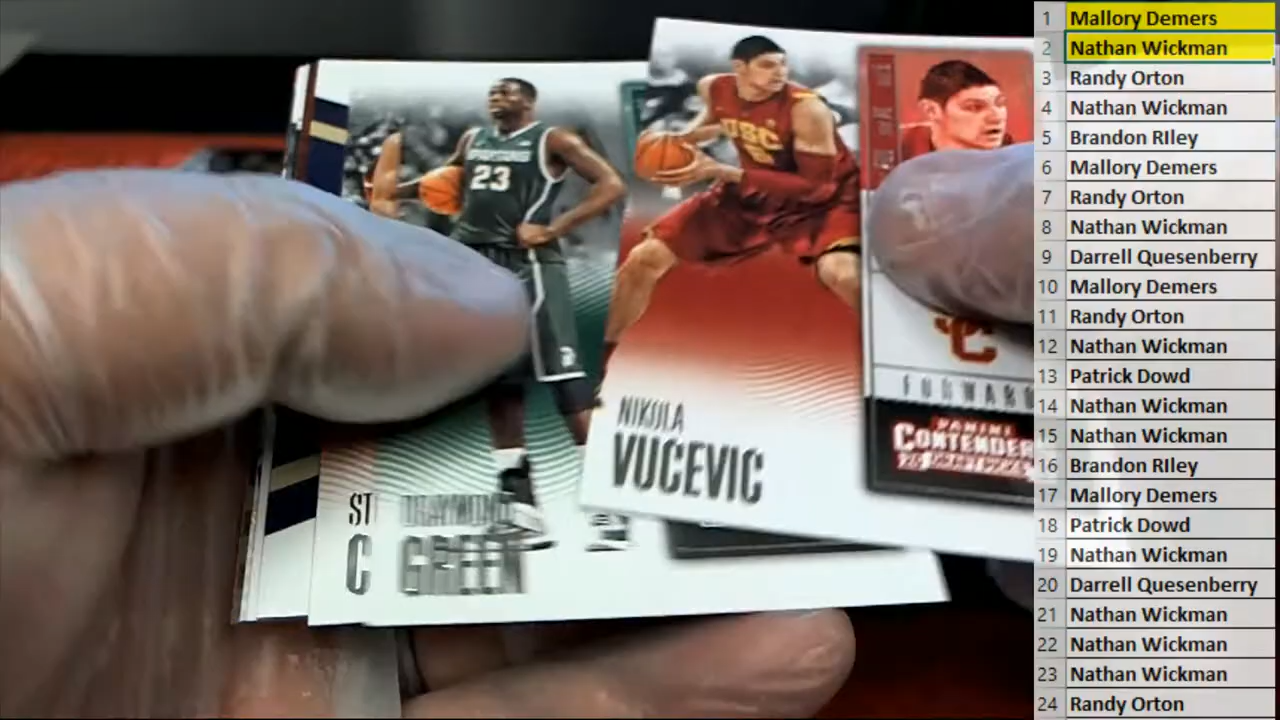 23
USC
ST
C
DRAYMOND
GREEN
NIKOLA
VUCEVIC
FORWARD
PANINI
CONTENDERS
1 Mallory Demers
2 Nathan Wickman
3 Randy Orton
4 Nathan Wickman
5 Brandon RIley
6 Mallory Demers
7 Randy Orton
8 Nathan Wickman
9 Darrell Quesenberry
10 Mallory Demers
11 Randy Orton
12 Nathan Wickman
13 Patrick Dowd
14 Nathan Wickman
15 Nathan Wickman
16 Brandon RIley
17 Mallory Demers
18 Patrick Dowd
19 Nathan Wickman
20 Darrell Quesenberry
21 Nathan Wickman
22 Nathan Wickman
23 Nathan Wickman
24 Randy Orton